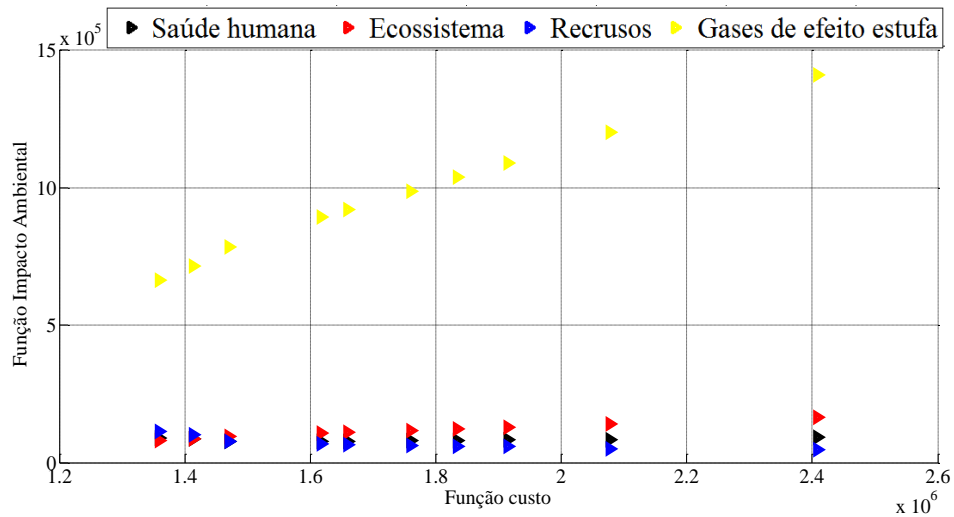 Saúde humana Ecossistema Recrusos Gases de efeito estufa
x 10^5
15
10
5
0
Função Impacto Ambiental
1.2 1.4 1.6 1.8 2 2.2 2.4 2.6
Função custo
x 10^6